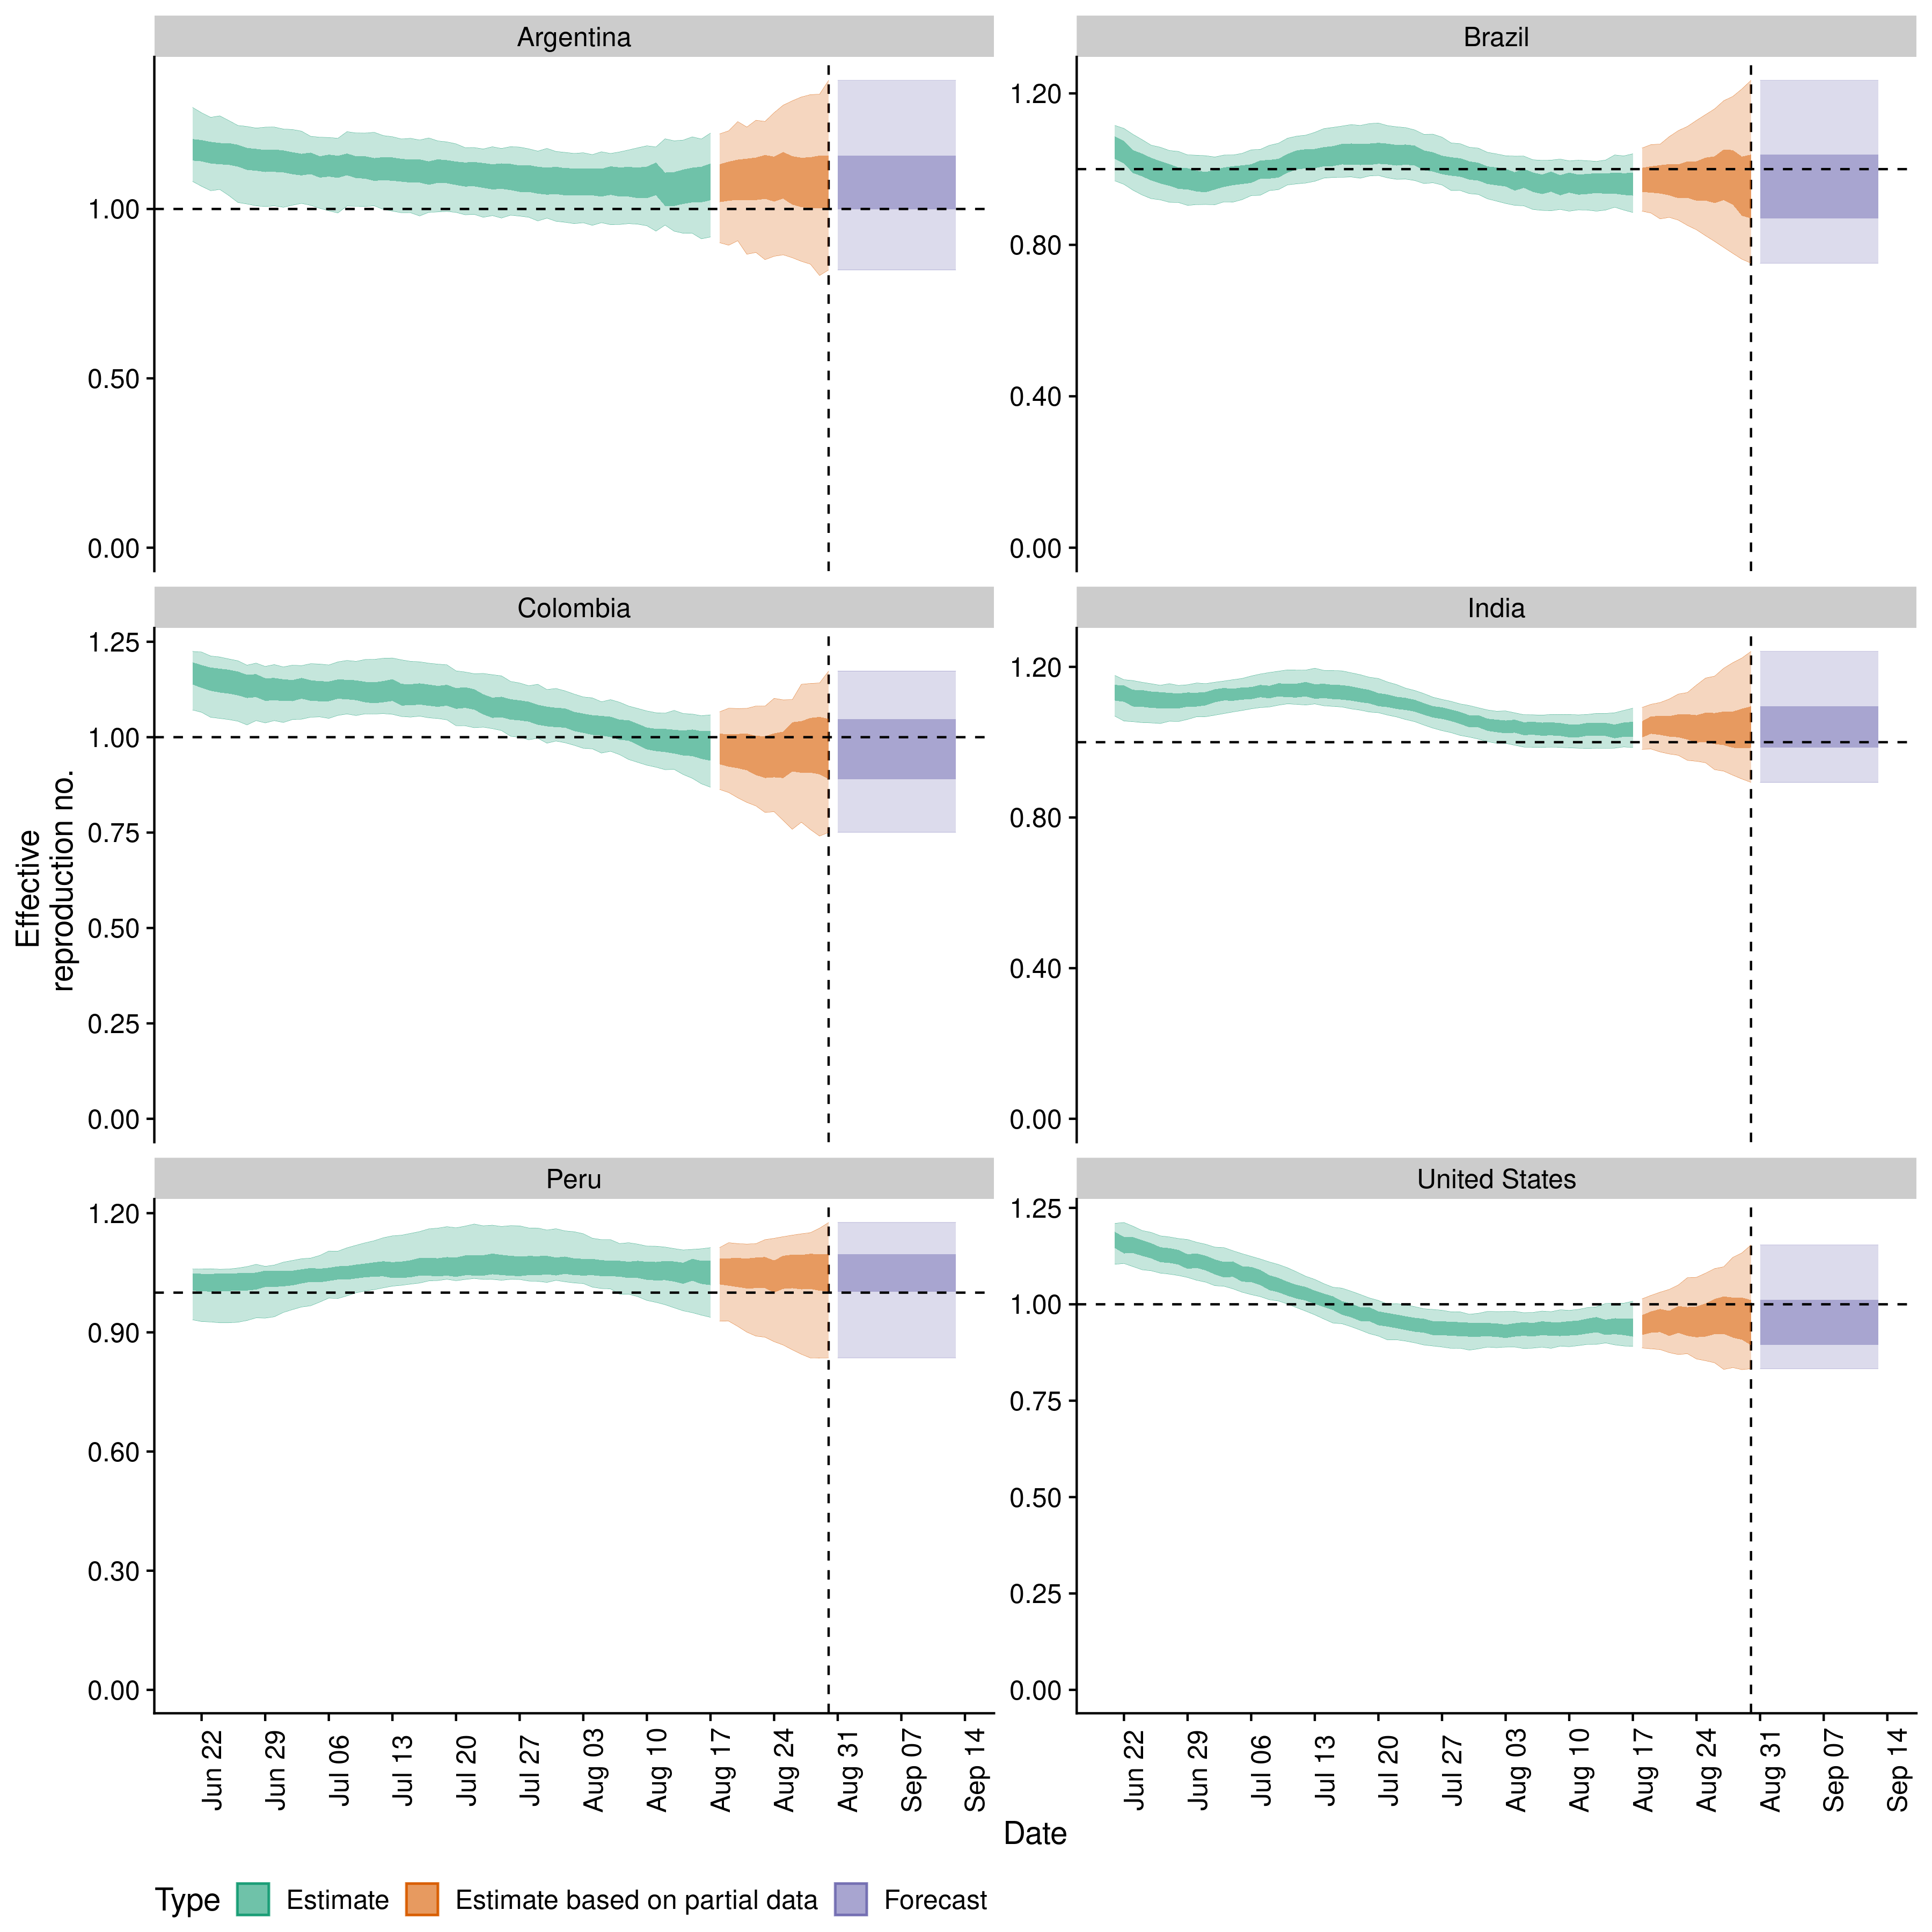 Argentina
Brazil
1.00
0.50
0.00
1.20
0.80
0.40
0.00
Colombia
India
1.25
1.00
0.75
0.50
0.25
0.00
1.20
0.80
0.40
0.00
Effective
reproduction no.
Peru
United States
1.20
0.90
0.60
0.30
0.00
1.25
1.00
0.75
0.50
0.25
0.00
Jun 22
Jun 29
Jul 06
Jul 13
Jul 20
Jul 27
Aug 03
Aug 10
Aug 17
Aug 24
Aug 31
Sep 07
Sep 14
Jun 22
Jun 29
Jul 06
Jul 13
Jul 20
Jul 27
Aug 03
Aug 10
Aug 17
Aug 24
Aug 31
Sep 07
Sep 14
Date
Type Estimate Estimate based on partial data Forecast